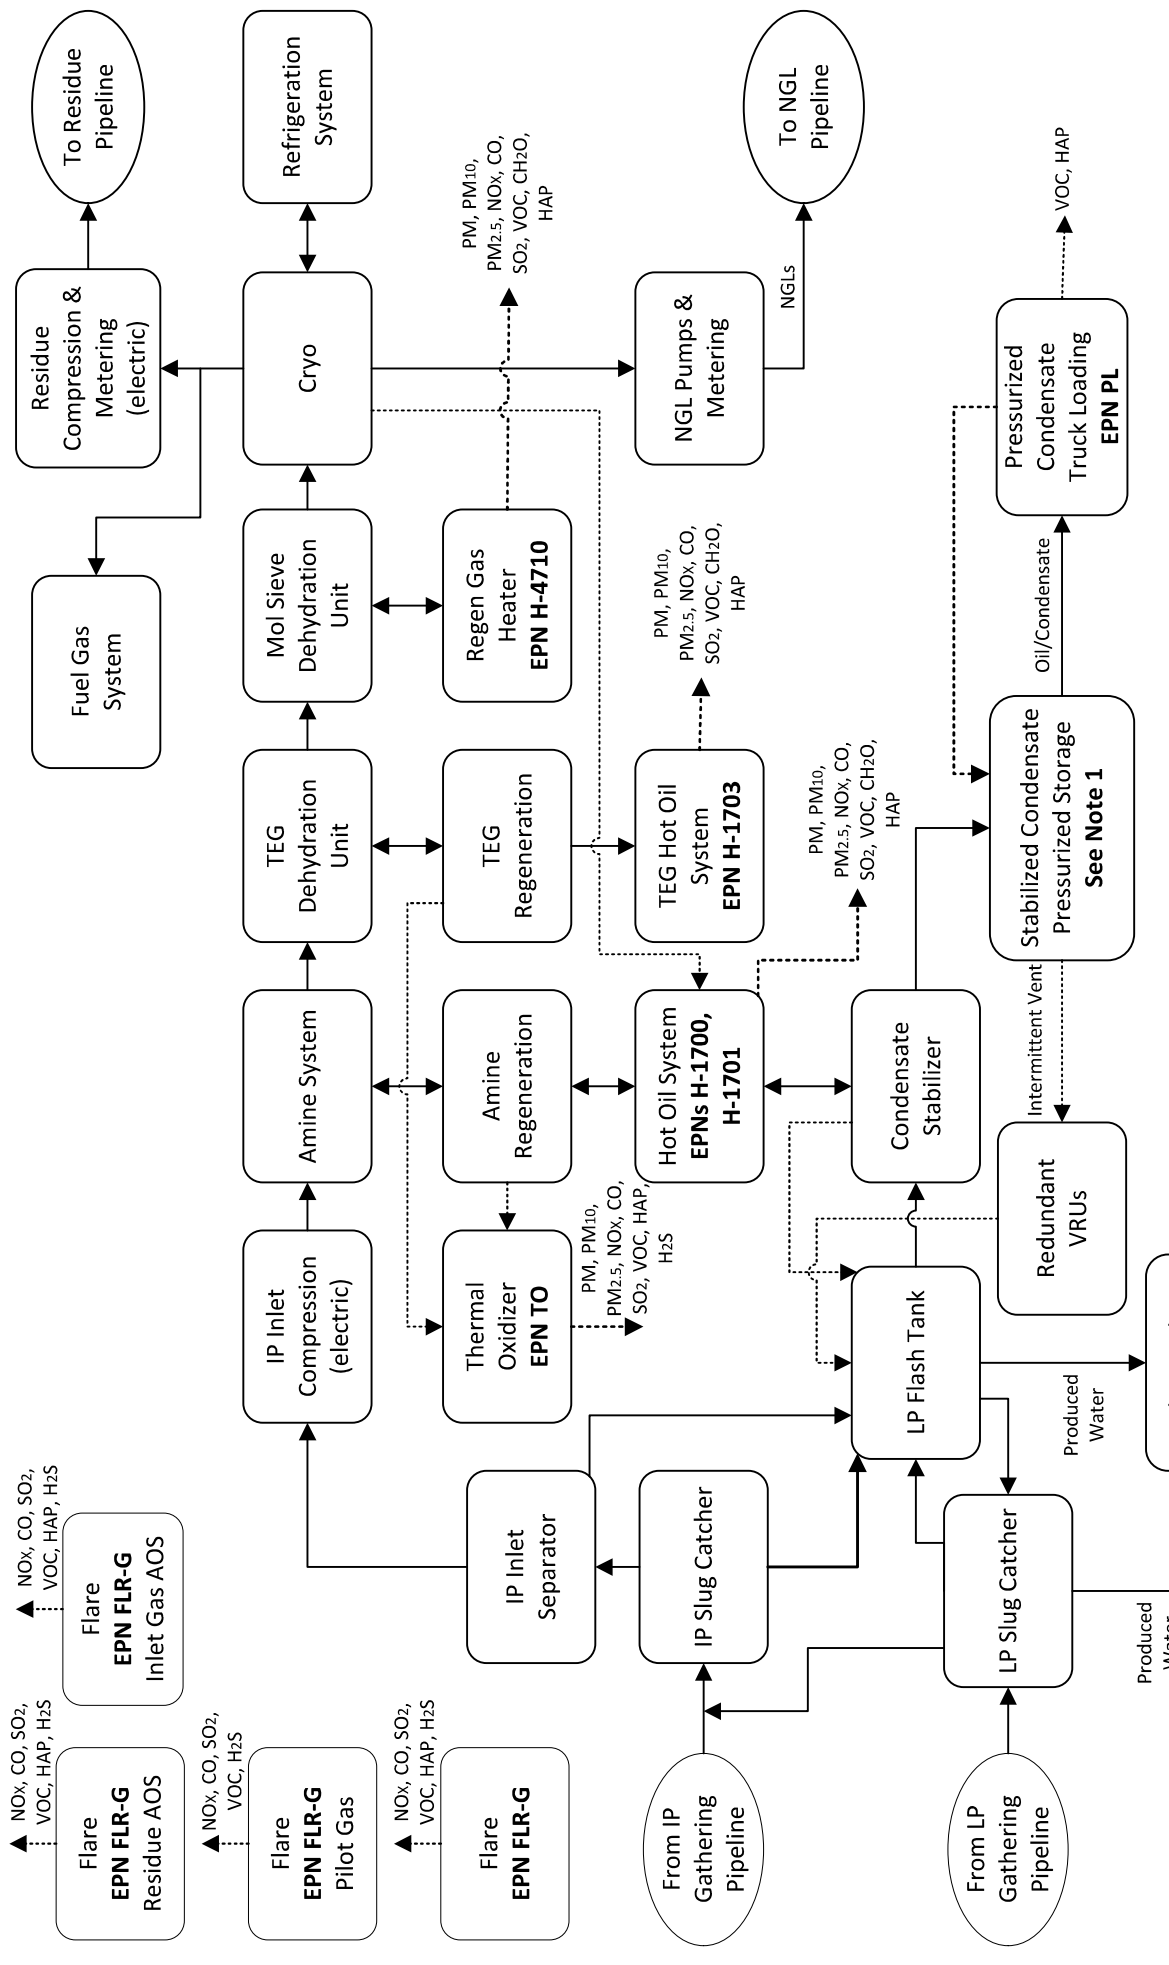 To Residue
Pipeline
Refrigeration
System
To NGL
Pipeline
Residue
Compression &
Metering
(electric)
Cryo
PM, PM10,
PM2.5, NOx, CO,
SO2, VOC, CH2O,
HAP
NGL Pumps &
Metering
NGLs
Pressurized
Condensate
Truck Loading
EPN PL
VOC, HAP
Fuel Gas
System
Mol Sieve
Dehydration
Unit
Regen Gas
Heater
EPN H-4710
PM, PM10,
PM2.5, NOx, CO,
SO2, VOC, CH2O,
HAP
Oil/Condensate
TEG
Dehydration
Unit
TEG
Regeneration
TEG Hot Oil
System
EPN H-1703
PM, PM10,
PM2.5, NOx, CO,
SO2, VOC, CH2O,
HAP
Stabilized Condensate
Pressurized Storage
See Note 1
Amine System
Amine
Regeneration
Hot Oil System
EPNs H-1700,
H-1701
Condensate
Stabilizer
Intermittent Vent
IP Inlet
Compression
(electric)
Thermal
Oxidizer
EPN TO
PM, PM10,
PM2.5, NOx, CO,
SO2, VOC, HAP,
H2S
LP Flash Tank
Redundant
VRUs
Produced
Water
NOx, CO, SO2,
VOC, HAP, H2S
Flare
EPN FLR-G
Inlet Gas AOS
IP Inlet
Separator
IP Slug Catcher
LP Slug Catcher
Produced
Water
NOx, CO, SO2,
VOC, HAP, H2S
Flare
EPN FLR-G
Residue AOS
NOx, CO, SO2,
VOC, H2S
Flare
EPN FLR-G
Pilot Gas
NOx, CO, SO2,
VOC, HAP, H2S
Flare
EPN FLR-G
From IP
Gathering
Pipeline
From LP
Gathering
Pipeline